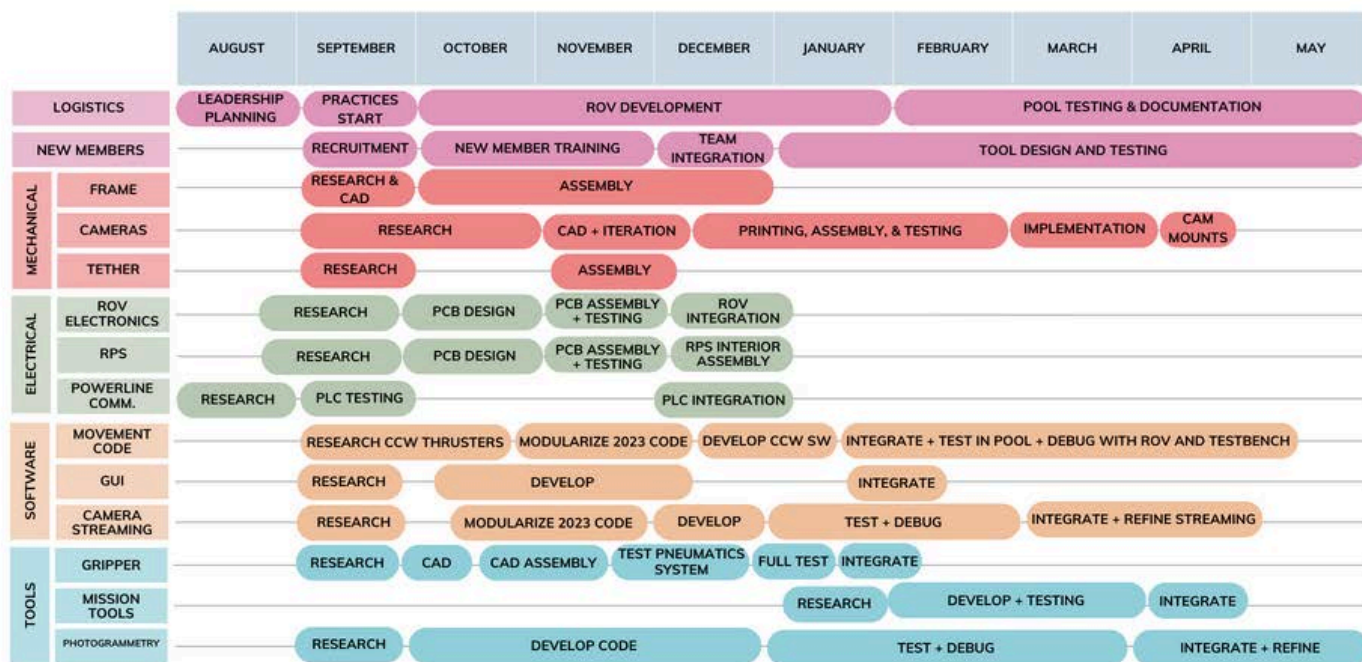 AUGUST SEPTEMBER OCTOBER NOVEMBER DECEMBER JANUARY FEBRUARY MARCH APRIL MAY
LOGISTICS
LEADERSHIP
PLANNING
PRACTICES
START
ROV DEVELOPMENT
POOL TESTING & DOCUMENTATION
NEW MEMBERS
RECRUITMENT
NEW MEMBER TRAINING
TEAM
INTEGRATION
TOOL DESIGN AND TESTING
MECHANICAL
FRAME
RESEARCH &
CAD
ASSEMBLY
CAMERAS
RESEARCH
CAD + ITERATION
PRINTING, ASSEMBLY, & TESTING
IMPLEMENTATION
CAM
MOUNTS
TETHER
RESEARCH
ASSEMBLY
ELECTRICAL
ROV
ELECTRONICS
RESEARCH
PCB DESIGN
PCB ASSEMBLY
+ TESTING
ROV
INTEGRATION
RPS
RESEARCH
PCB DESIGN
PCB ASSEMBLY
+ TESTING
RPS INTERIOR
ASSEMBLY
POWERLINE
COMM.
RESEARCH
PLC TESTING
PLC INTEGRATION
SOFTWARE
MOVEMENT
CODE
RESEARCH CCW THRUSTERS
MODULARIZE 2023 CODE
DEVELOP CCW SW
INTEGRATE + TEST IN POOL + DEBUG WITH ROV AND TESTBENCH
GUI
RESEARCH
DEVELOP
INTEGRATE
CAMERA
STREAMING
RESEARCH
MODULARIZE 2023 CODE
DEVELOP
TEST + DEBUG
INTEGRATE + REFINE STREAMING
TOOLS
GRIPPER
RESEARCH
CAD
CAD ASSEMBLY
TEST PNEUMATICS
SYSTEM
FULL TEST
INTEGRATE
MISSION
TOOLS
RESEARCH
DEVELOP + TESTING
INTEGRATE
PHOTOGRAMMETRY
RESEARCH
DEVELOP CODE
TEST + DEBUG
INTEGRATE + REFINE